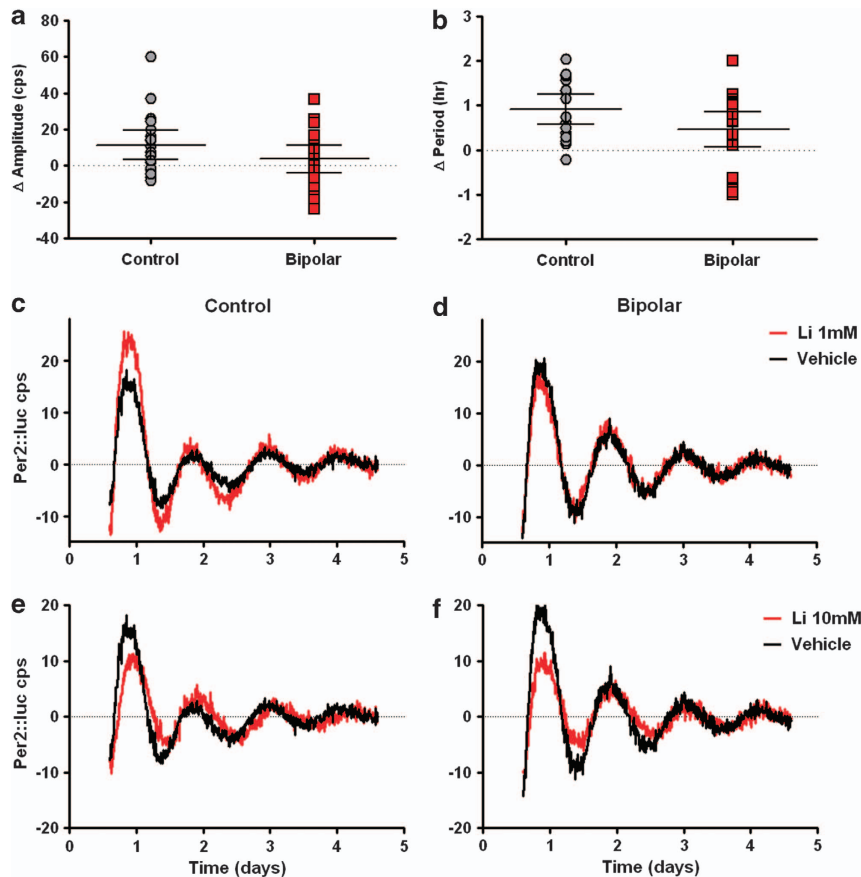 a
b
Δ Amplitude (cps)
80
60
40
20
0
-20
-40
Control
Bipolar
Δ Period (hr)
3
2
1
0
-1
-2
Control
Bipolar
c
Control
d
Bipolar
Li 1mM
Vehicle
Per2::luc cps
20
10
0
-10
0
1
2
3
4
5
20
10
0
-10
0
1
2
3
4
5
e
f
Li 10mM
Vehicle
Per2::luc cps
20
10
0
-10
-20
0
1
2
3
4
5
Time (days)
20
10
0
-10
-20
0
1
2
3
4
5
Time (days)